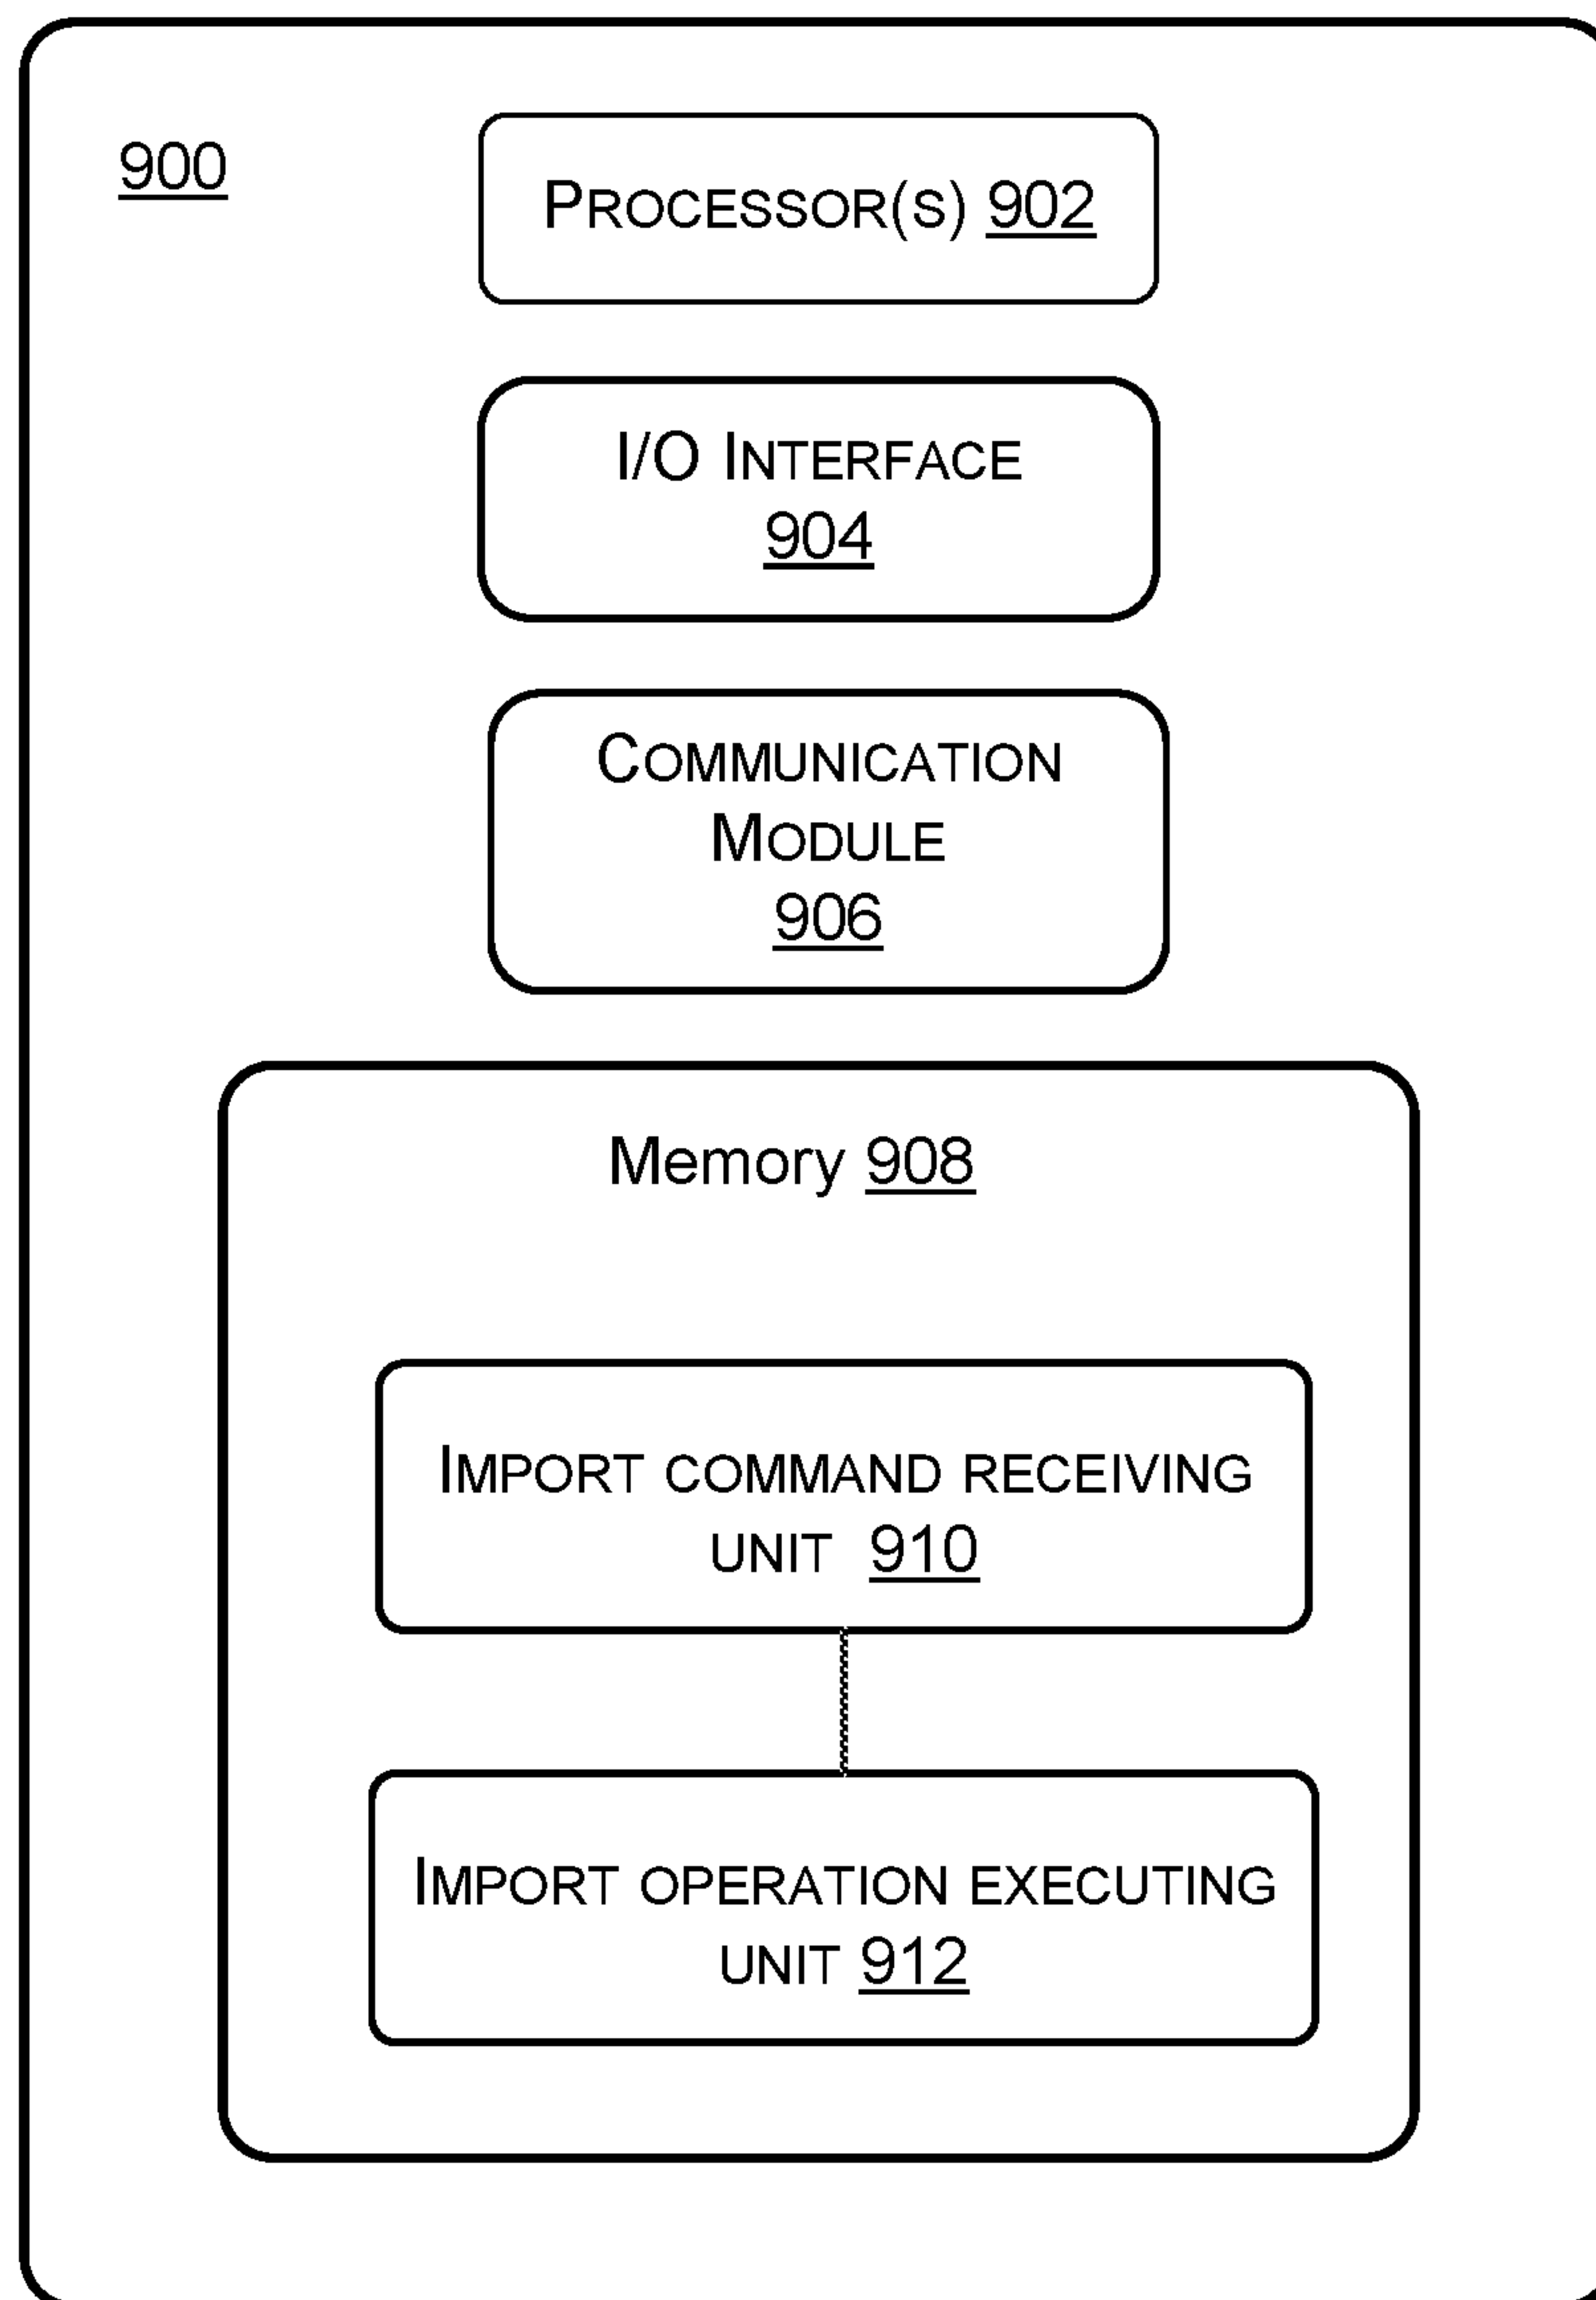 900
PROCESSOR(S) 902
I/O INTERFACE
904
COMMUNICATION
MODULE
906
Memory 908
IMPORT COMMAND RECEIVING
UNIT 910
IMPORT OPERATION EXECUTING
UNIT 912